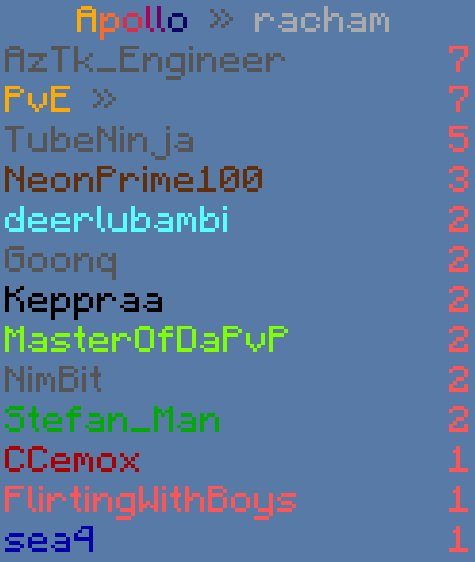 Apollo » racham
AzTk_Engineer 7
PvE » 7
TubeNinja 5
NeonPrime100 3
deerlubambi 2
Goonq 2
Keppraa 2
MasterOfDaPvP 2
NimBit 2
Stefan_Man 2
CCemox 1
FlirtingWithBoys 1
sea9 1